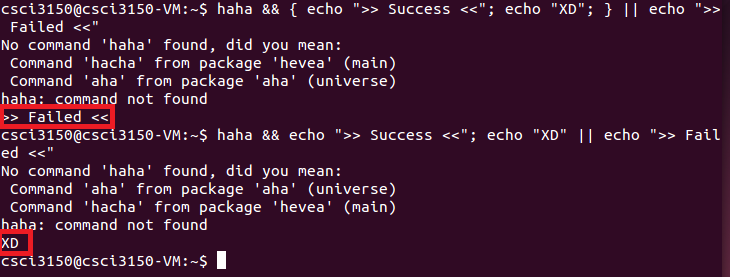 csci3150@csci3150-VM:~$ haha && { echo ">> Success <<"; echo "XD"; } || echo ">>
 Failed <<"
No command 'haha' found, did you mean:
 Command 'hacha' from package 'hevea' (main)
 Command 'aha' from package 'aha' (universe)
haha: command not found
>> Failed <<
csci3150@csci3150-VM:~$ haha && echo ">> Success <<"; echo "XD" || echo ">> Fail
ed <<"
No command 'haha' found, did you mean:
 Command 'aha' from package 'aha' (universe)
 Command 'hacha' from package 'hevea' (main)
haha: command not found
XD
csci3150@csci3150-VM:~$